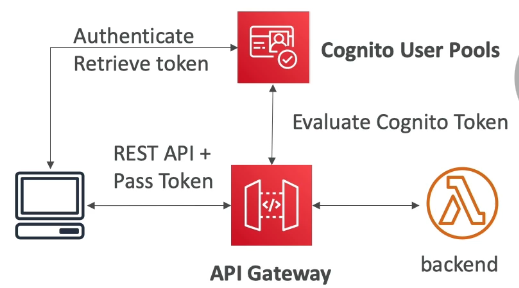 Authenticate
Retrieve token
Cognito User Pools
Evaluate Cognito Token
REST API +
Pass Token
</>
API Gateway
backend